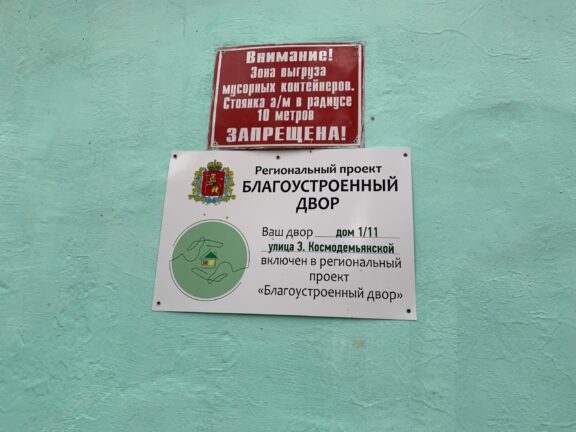 Внимание!
Зона выгруза
мусорных контейнеров.
Стоянка а/м в радиусе
10 метров
ЗАПРЕЩЕНА!
Региональный проект
БЛАГОУСТРОЕННЫЙ
ДВОР
Ваш двор дом 1/11
улица З. Космодемьянской
включен в региональный
проект
«Благоустроенный двор»